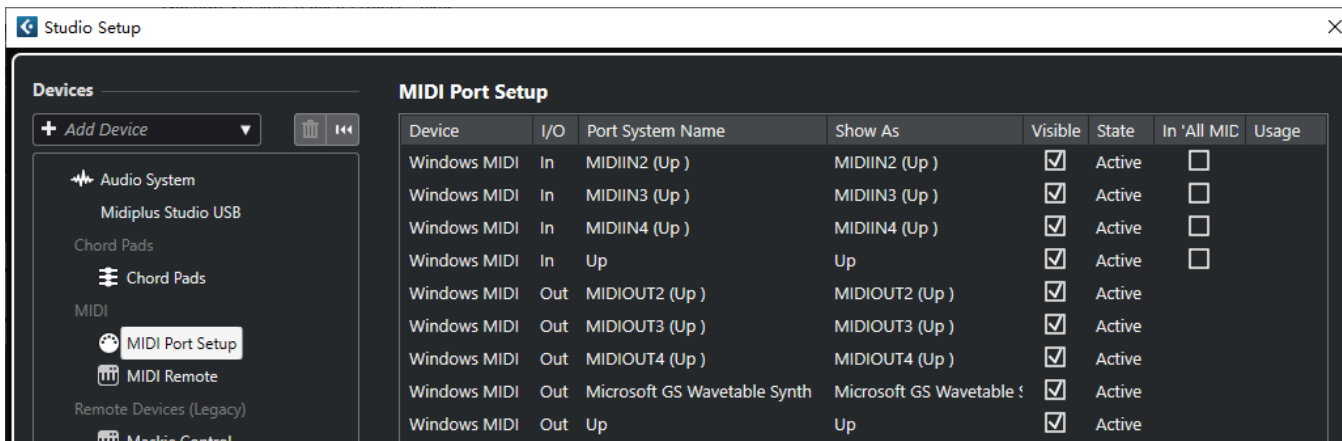 Studio Setup
Devices
Add Device
Audio System
Midiplus Studio USB
Chord Pads
Chord Pads
MIDI
MIDI Port Setup
MIDI Remote
Remote Devices (Legacy)
Mackie Control
MIDI Port Setup
Device I/O Port System Name Show As Visible State In 'All MID Usage
Windows MIDI In MIDIIN2 (Up ) MIDIIN2 (Up ) Active
Windows MIDI In MIDIIN3 (Up ) MIDIIN3 (Up ) Active
Windows MIDI In MIDIIN4 (Up ) MIDIIN4 (Up ) Active
Windows MIDI In Up Up Active
Windows MIDI Out MIDIOUT2 (Up ) MIDIOUT2 (Up ) Active
Windows MIDI Out MIDIOUT3 (Up ) MIDIOUT3 (Up ) Active
Windows MIDI Out MIDIOUT4 (Up ) MIDIOUT4 (Up ) Active
Windows MIDI Out Microsoft GS Wavetable Synth Microsoft GS Wavetable Active
Windows MIDI Out Up Up Active